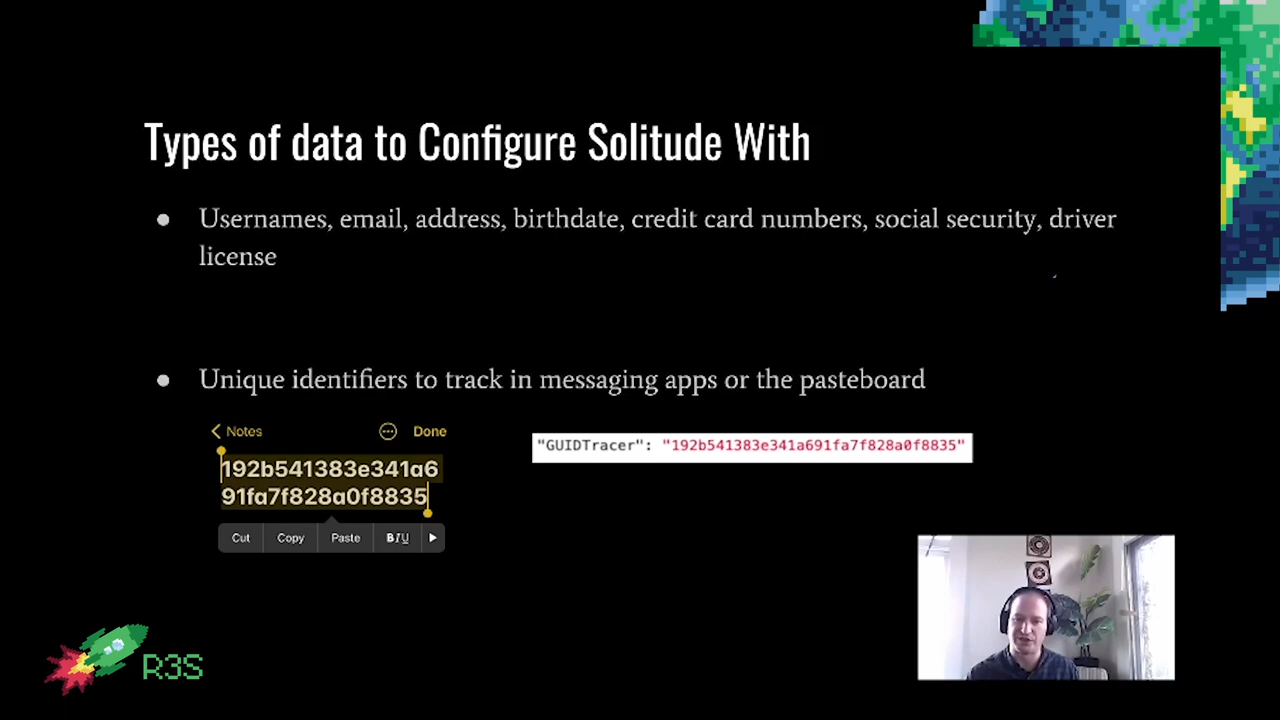 Types of data to Configure Solitude With
● Usernames, email, address, birthdate, credit card numbers, social security, driver
license
● Unique identifiers to track in messaging apps or the pasteboard
Notes
Done
192b541383e341a6
91fa7f828a0f8835
Cut
Copy
Paste
BIU
"GUIDTracer": "192b541383e341a691fa7f828a0f8835"
R3S